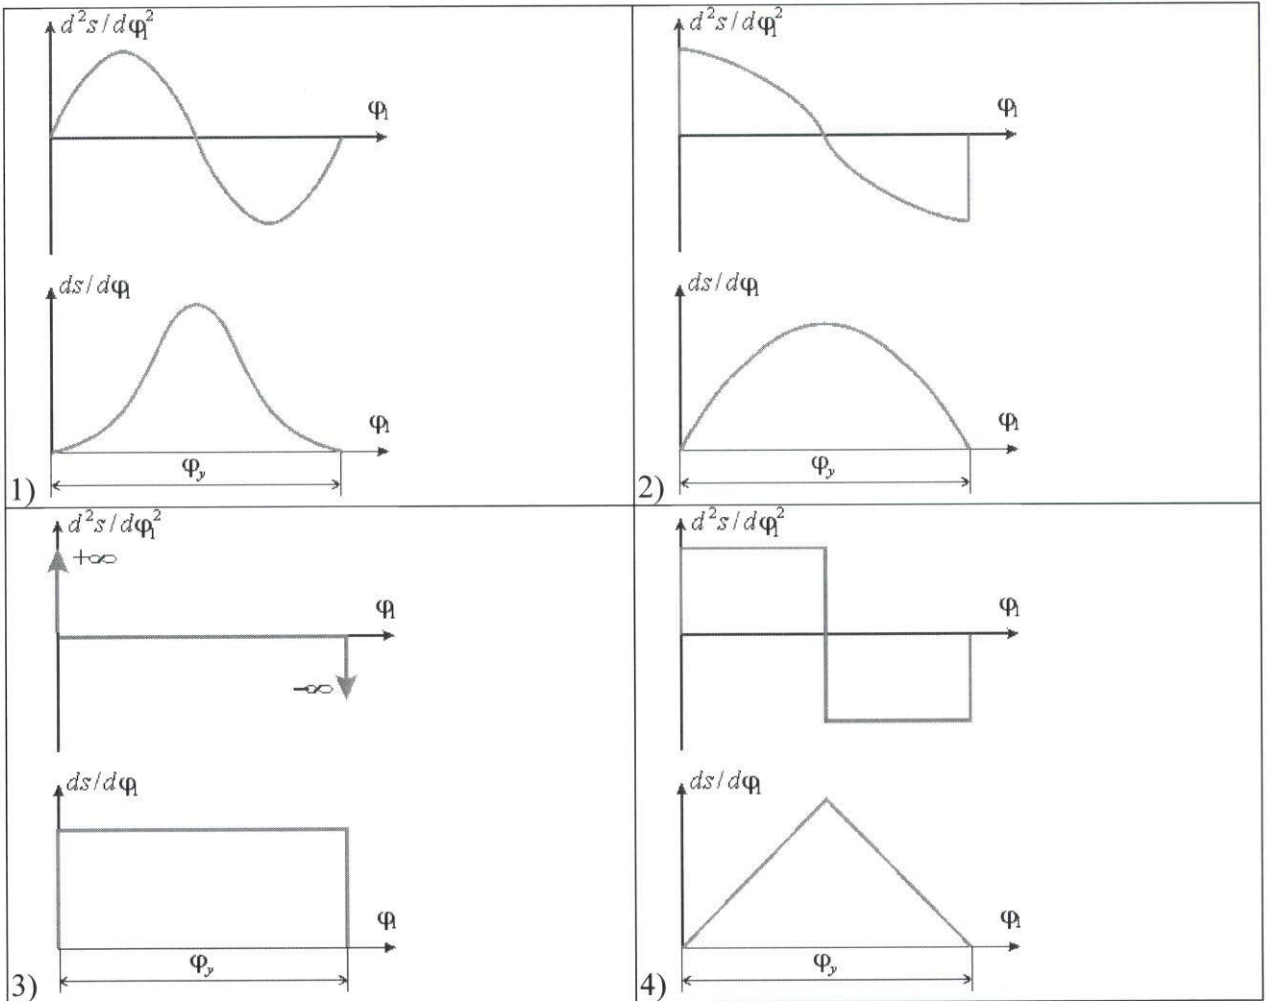 d²s/dφ₁²
φ₁
ds/dφ₁
φ₁
φᵧ
1)
d²s/dφ₁²
φ₁
ds/dφ₁
φ₁
φᵧ
2)
d²s/dφ₁²
+∞
φ₁
-∞
ds/dφ₁
φ₁
φᵧ
3)
d²s/dφ₁²
φ₁
ds/dφ₁
φ₁
φᵧ
4)